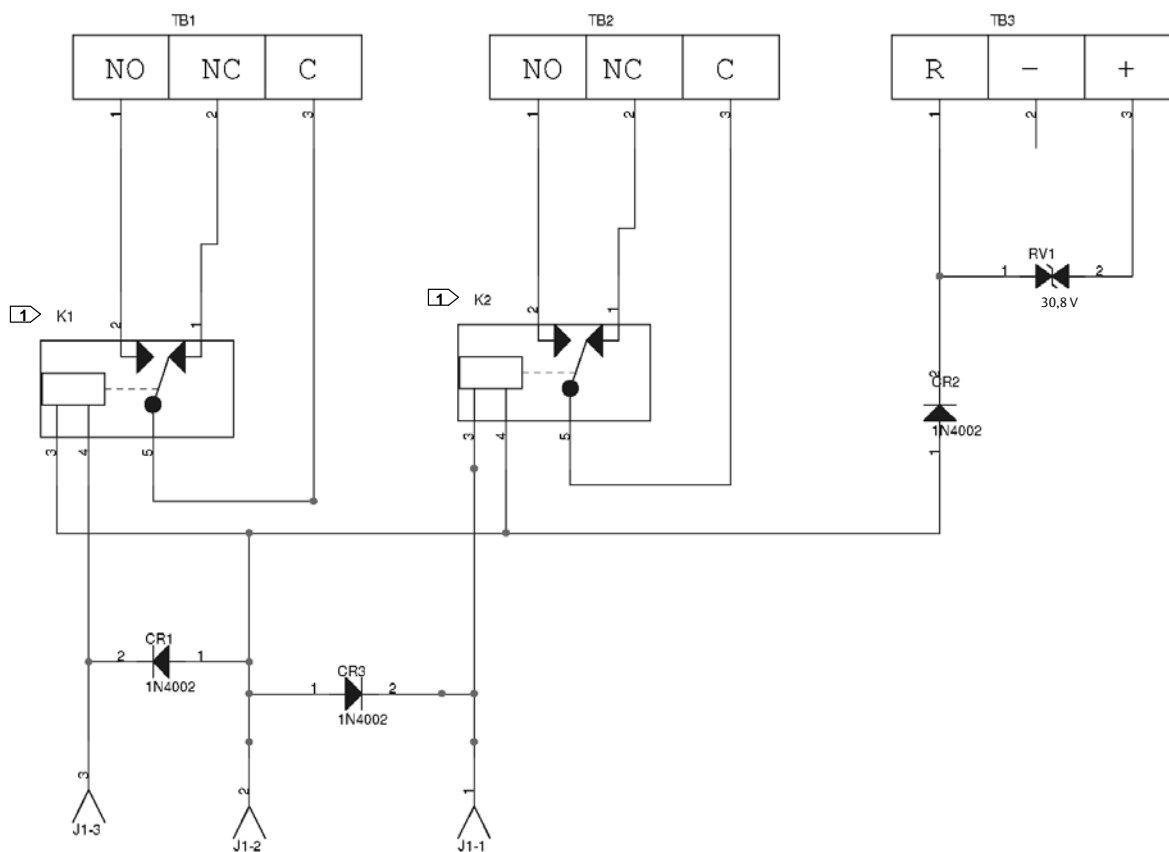 TB1 TB2 TB3
NO NC C NO NC C R - +
1 2 3 1 2 3 1 2 3
RV1
1 2
30,8 V
1 K1 2 1
1 K2 2 1
3 4 5
3 4 5
2
CR2
1N4002
1
CR1
2 1
1N4002
CR3
1 2
1N4002
3 2 1
J1-3 J1-2 J1-1